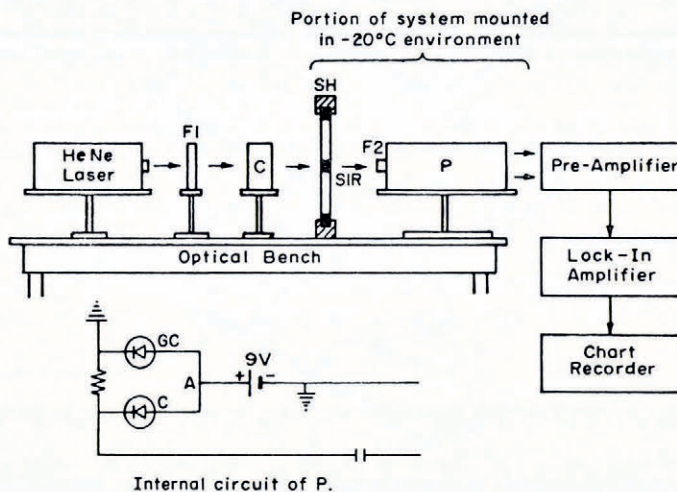 Portion of system mounted
in -20°C environment
SH
F1
F2
HeNe
Laser
C
SIR
P
Pre-Amplifier
Optical Bench
Lock-In
Amplifier
GC
9V
A
+
-
C
Chart
Recorder
Internal circuit of P.